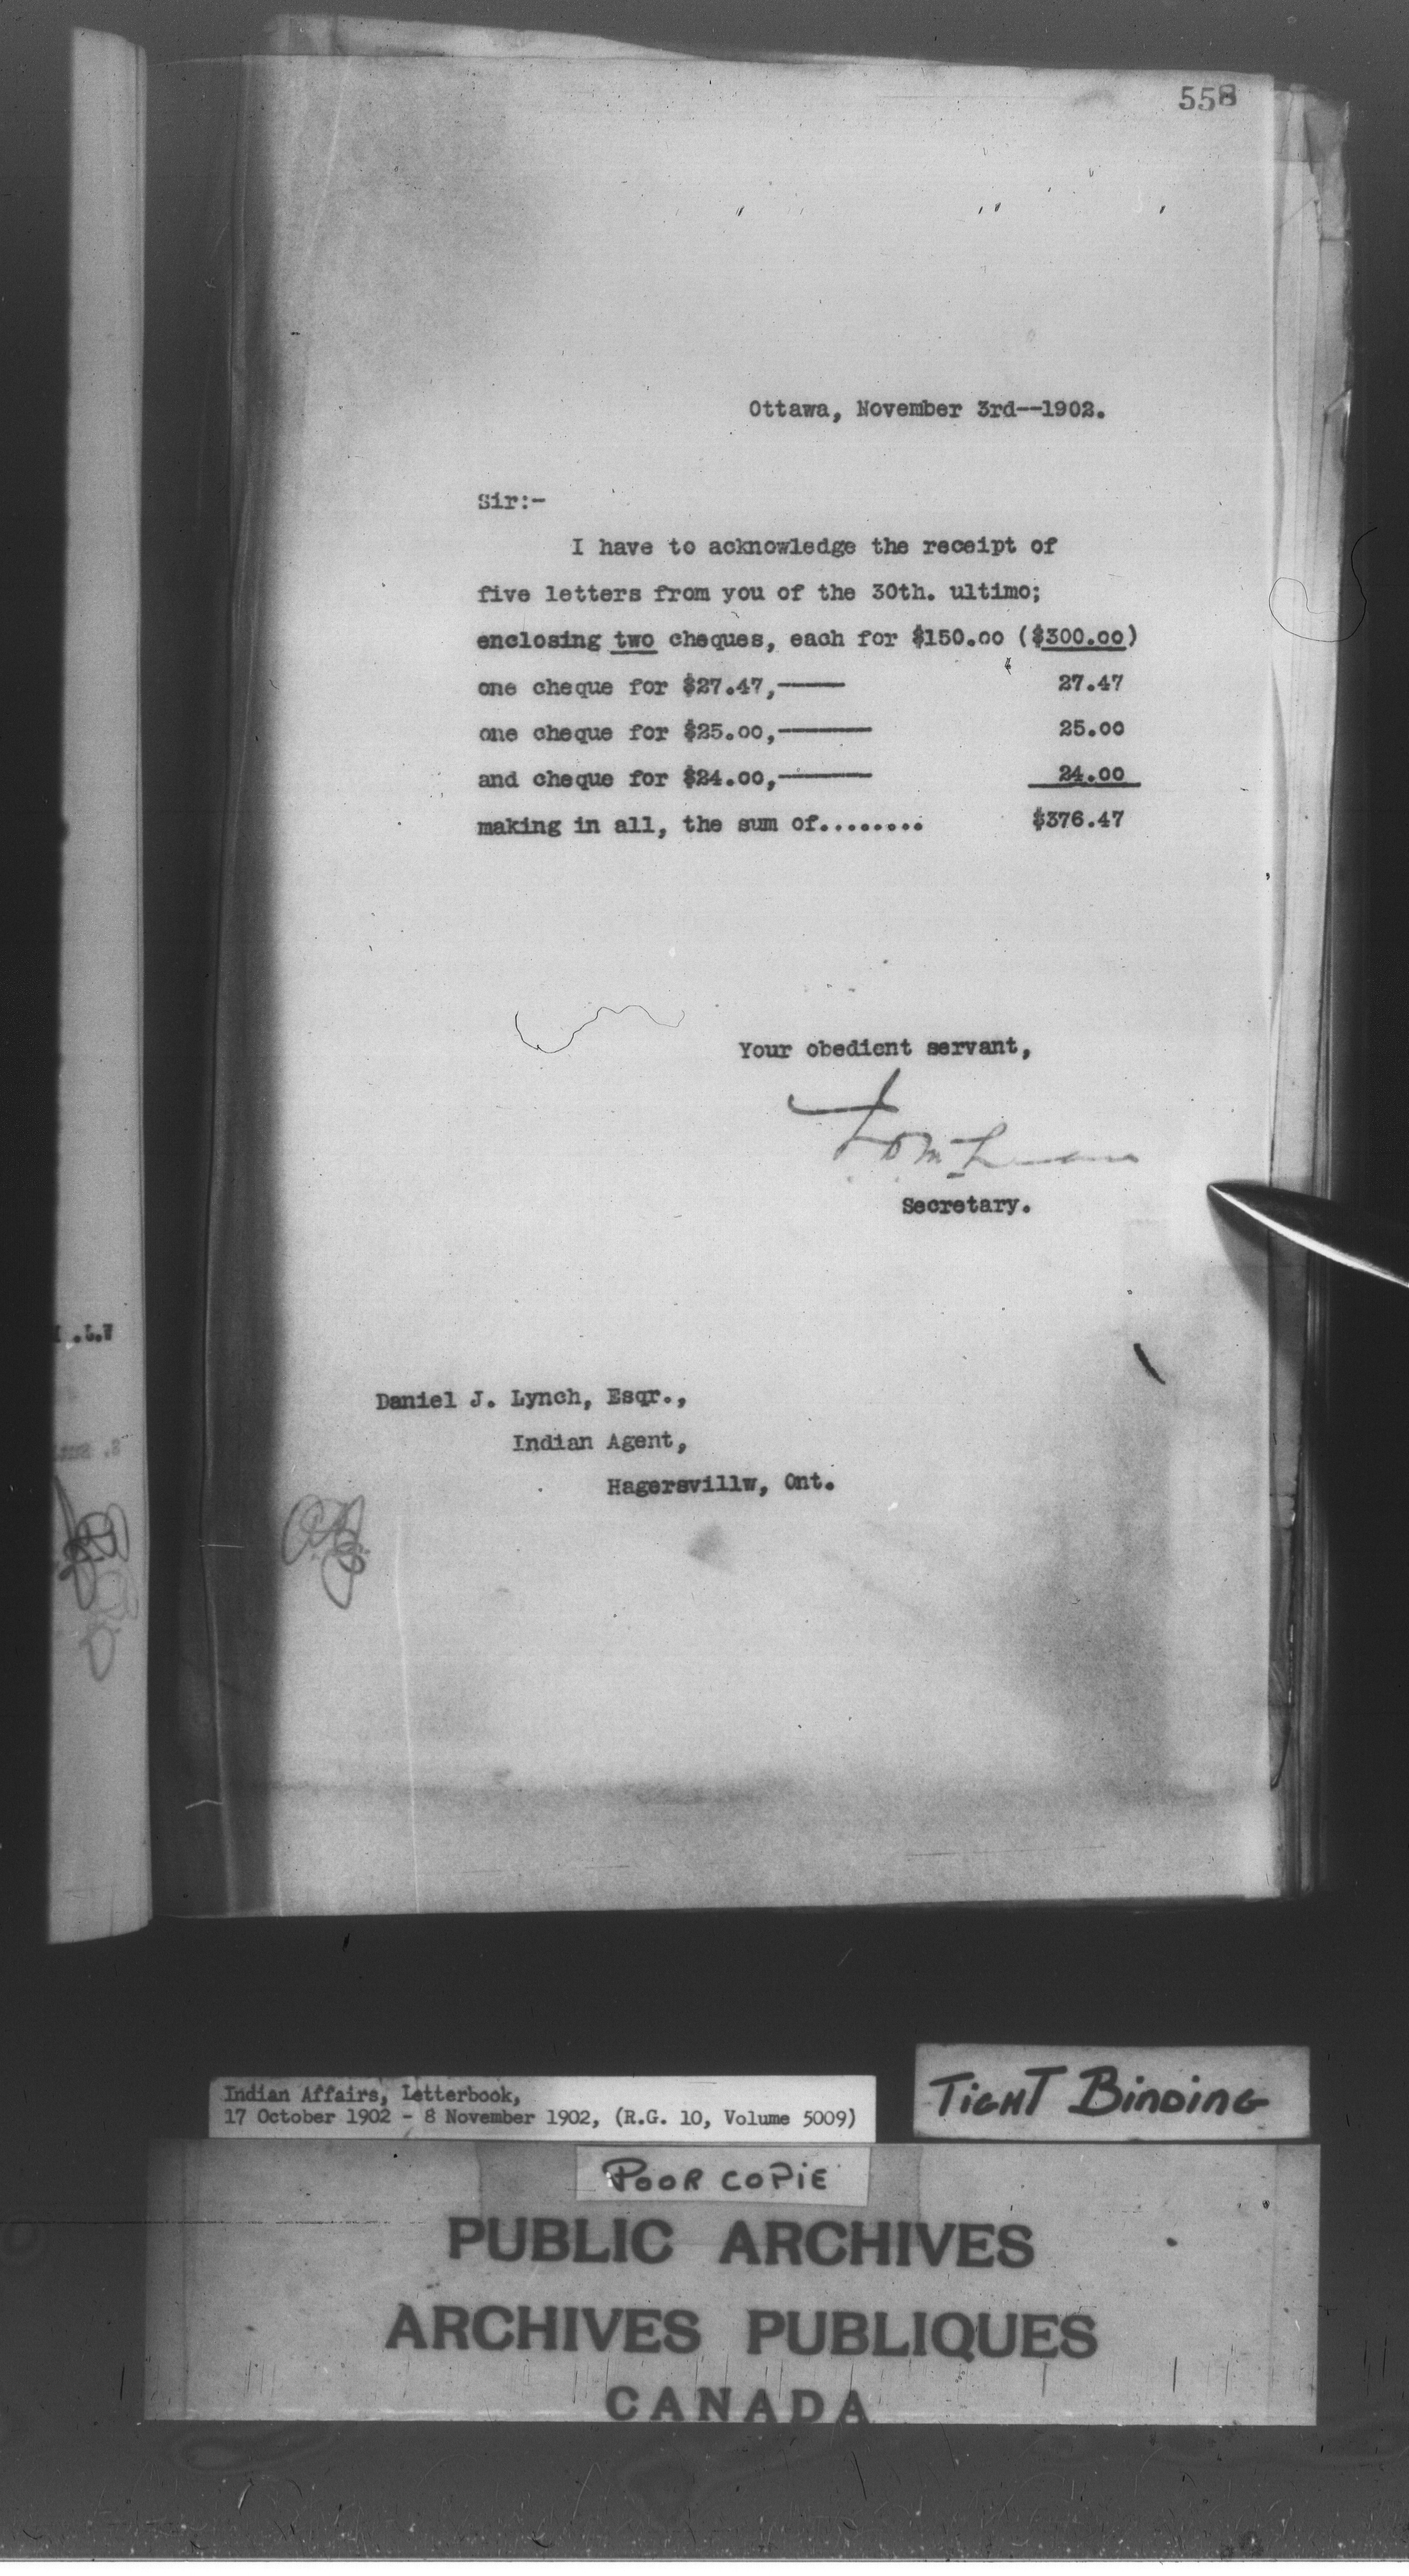 558
Ottawa, November 3rd--1902.
Sir:-
I have to acknowledge the receipt of
five letters from you of the 30th. ultimo;
enclosing two cheques, each for $150.00 ($300.00)
one cheque for $27.47,—— 27.47
one cheque for $25.00,—— 25.00
and cheque for $24.00,—— 24.00
making in all, the sum of........ $376.47
Your obedient servant,
Secretary.
Daniel J. Lynch, Esqr.,
Indian Agent,
Hagersvillw, Ont.
Indian Affairs, Letterbook,
17 October 1902 - 8 November 1902, (R.G. 10, Volume 5009)
TIGHT BINDING
POOR COPIE
PUBLIC ARCHIVES
ARCHIVES PUBLIQUES
CANADA